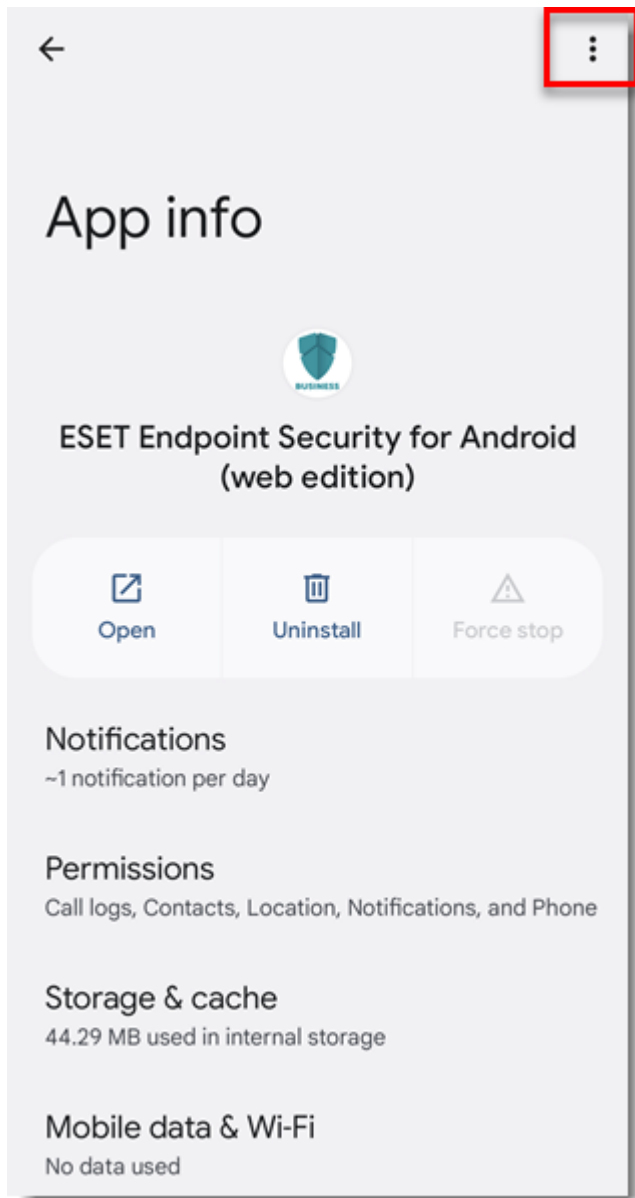 App info
BUSINESS
ESET Endpoint Security for Android
(web edition)
Open
Uninstall
Force stop
Notifications
~1 notification per day
Permissions
Call logs, Contacts, Location, Notifications, and Phone
Storage & cache
44.29 MB used in internal storage
Mobile data & Wi-Fi
No data used